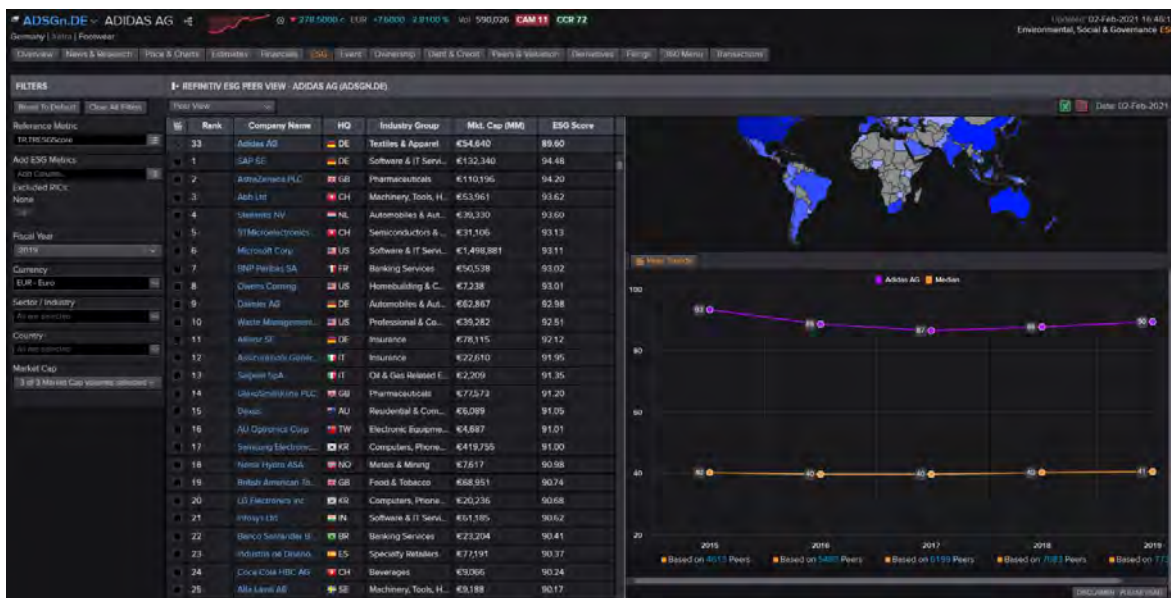 ADSGn.DE ADIDAS AG 278.5000 EUR +7.6000 2.8100% Vol 590,026 CAM 11 CCR 72
Updated: 02-Feb-2021 16:40:1
Germany Footwear
Environmental, Social & Governance ES
Overview News & Research Price & Charts Estimates Financials ESG Event Ownership Debt & Credit Peers & Valuation Derivatives Filings 360 Menu Transactions
FILTERS
REFINITIV ESG PEER VIEW - ADIDAS AG (ADSGN.DE)
Reset To Default Clear All Filters
Peer View
Date: 02-Feb-2021
Reference Metric
TR.TRESGScore
Add ESG Metrics
Add Column...
Excluded RICs:
None
Fiscal Year
2019
Currency
EUR - Euro
Sector / Industry
All are selected
Country
All are selected
Market Cap
3 of 3 Market Cap volumes selected
Rank Company Name HQ Industry Group Mkt. Cap (MM) ESG Score
33 Adidas AG DE Textiles & Apparel €54,640 89.60
1 SAP SE DE Software & IT Servi... €132,340 94.48
2 AstraZeneca PLC GB Pharmaceuticals €110,196 94.20
3 Abb Ltd CH Machinery, Tools, H... €53,961 93.62
4 NV NL Automobiles & Aut... €39,330 93.60
5 STMicroelectronics CH Semiconductors &... €31,106 93.13
6 Microsoft Corp US Software & IT Servi... €1,498,881 93.11
7 BNP Paribas SA FR Banking Services €50,538 93.02
8 Owens Corning US Homebuilding & C... €7,238 93.01
9 Daimler AG DE Automobiles & Aut... €62,867 92.98
10 Waste Management... US Professional & Co... €39,282 92.51
11 Allianz SE DE Insurance €78,115 92.12
12 Assicurazioni Gener... IT Insurance €22,610 91.95
13 Saipem SpA IT Oil & Gas Related E... €2,209 91.35
14 GlaxoSmithKline PLC GB Pharmaceuticals €77,573 91.20
15 Dexus AU Residential & Com... €6,089 91.05
16 AU Optronics Corp TW Electronic Equipme... €4,687 91.01
17 Samsung Electronic... KR Computers, Phone... €419,755 91.00
18 Norsk Hydro ASA NO Metals & Mining €7,617 90.98
19 British American To... GB Food & Tobacco €68,951 90.74
20 LG Electronics Inc KR Computers, Phone... €20,236 90.68
21 Infosys Ltd IN Software & IT Servi... €61,185 90.62
22 Banco Santander B... BR Banking Services €23,204 90.41
23 Industria de Diseno... ES Specialty Retailers €77,191 90.37
24 Coca Cola HBC AG CH Beverages €9,066 90.24
25 Alfa Laval AB SE Machinery, Tools, H... €9,188 90.17
Adidas AG Median
100
93 89 87 88 90
80
60
40
42 40 40 40 41
20
2015 2016 2017 2018 2019
Based on 4613 Peers Based on 5485 Peers Based on 6199 Peers Based on 7083 Peers Based on
DISCLAIMER - PLEASE READ